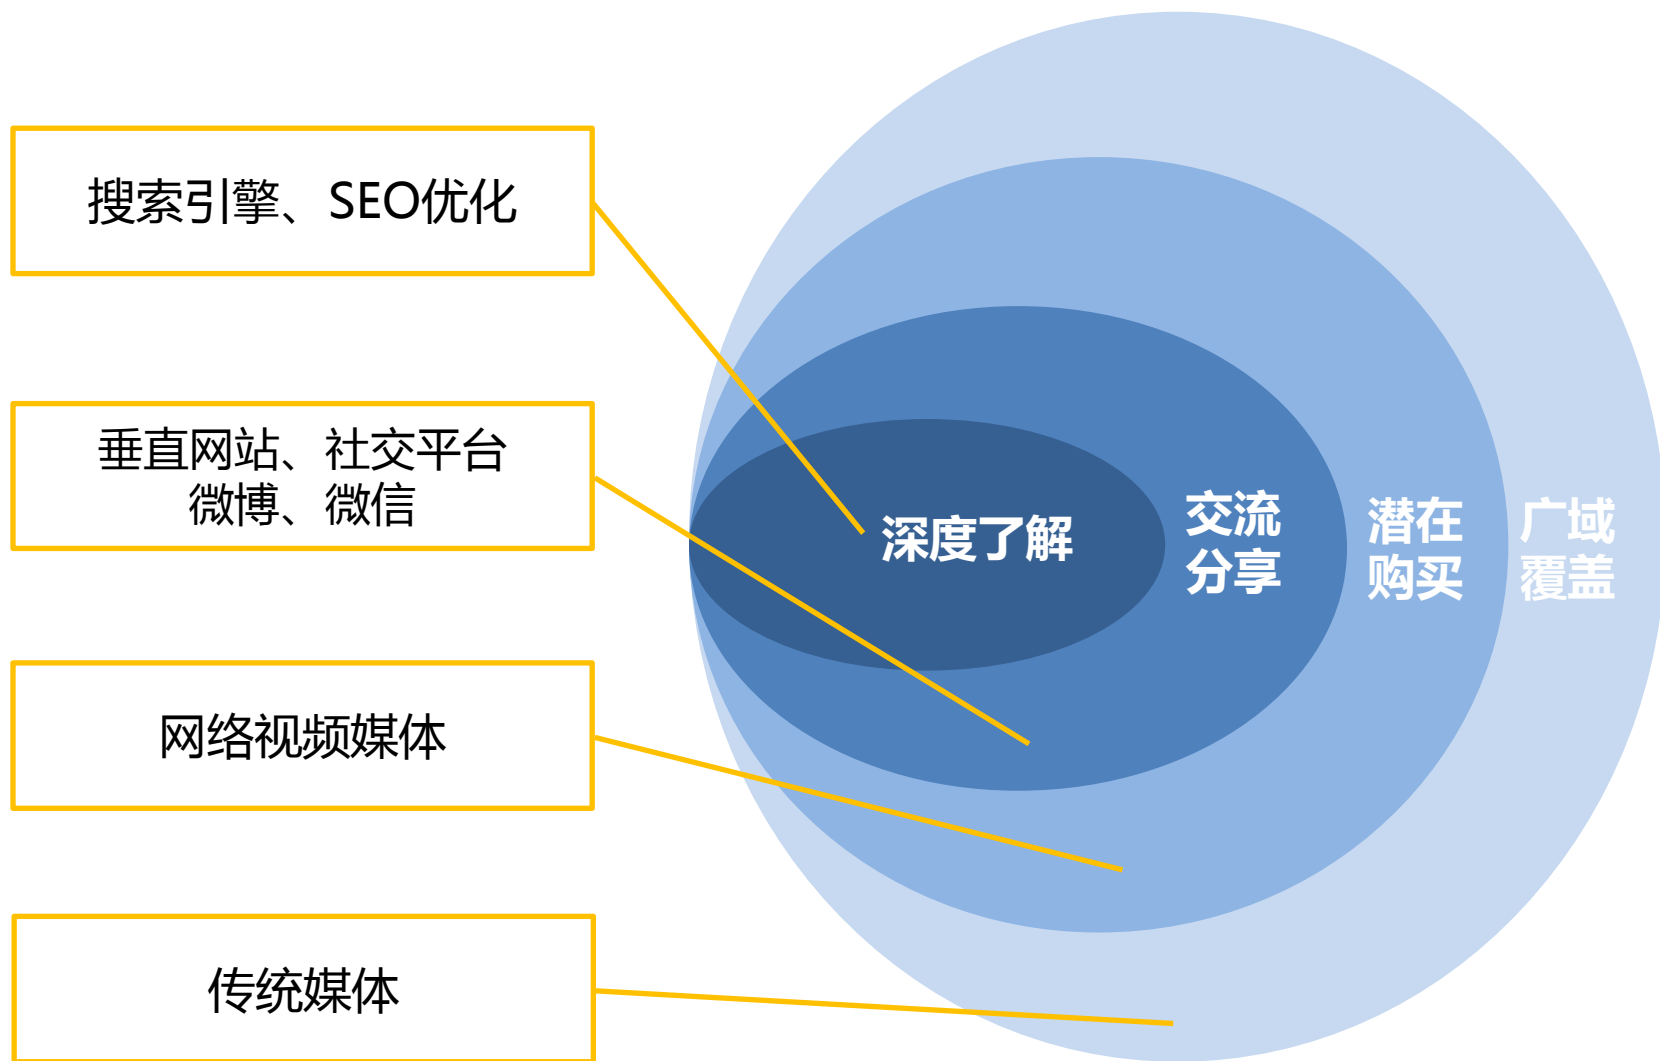 搜索引擎、SEO优化
垂直网站、社交平台
微博、微信
网络视频媒体
传统媒体
深度了解
交流
分享
潜在
购买
广域
覆盖